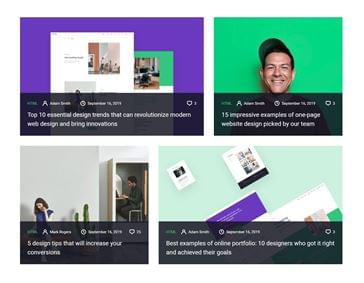 HTML Adam Smith September 16, 2019 3
Top 10 essential design trends that can revolutionize modern
web design and bring innovations
HTML Adam Smith September 16, 2019 3
15 impressive examples of one-page
website design picked by our team
HTML Mark Rogers September 16, 2019 25
5 design tips that will increase your
conversions
HTML Adam Smith September 16, 2019 3
Best examples of online portfolio: 10 designers who got it right
and achieved their goals